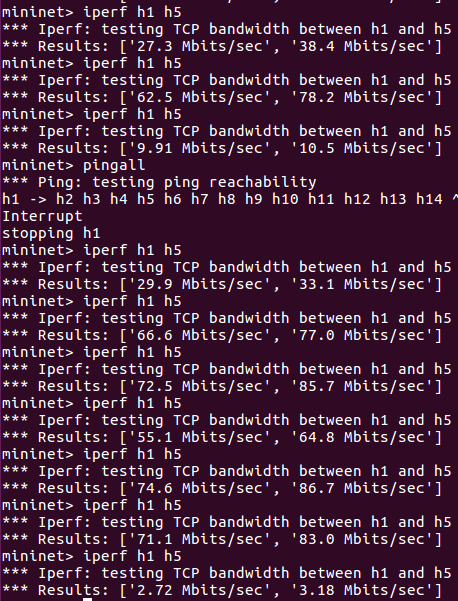 mininet> iperf h1 h5
*** Iperf: testing TCP bandwidth between h1 and h5
*** Results: ['27.3 Mbits/sec', '38.4 Mbits/sec']
mininet> iperf h1 h5
*** Iperf: testing TCP bandwidth between h1 and h5
*** Results: ['62.5 Mbits/sec', '78.2 Mbits/sec']
mininet> iperf h1 h5
*** Iperf: testing TCP bandwidth between h1 and h5
*** Results: ['9.91 Mbits/sec', '10.5 Mbits/sec']
mininet> pingall
*** Ping: testing ping reachability
h1 -> h2 h3 h4 h5 h6 h7 h8 h9 h10 h11 h12 h13 h14 ^
Interrupt
stopping h1
mininet> iperf h1 h5
*** Iperf: testing TCP bandwidth between h1 and h5
*** Results: ['29.9 Mbits/sec', '33.1 Mbits/sec']
mininet> iperf h1 h5
*** Iperf: testing TCP bandwidth between h1 and h5
*** Results: ['66.6 Mbits/sec', '77.0 Mbits/sec']
mininet> iperf h1 h5
*** Iperf: testing TCP bandwidth between h1 and h5
*** Results: ['72.5 Mbits/sec', '85.7 Mbits/sec']
mininet> iperf h1 h5
*** Iperf: testing TCP bandwidth between h1 and h5
*** Results: ['55.1 Mbits/sec', '64.8 Mbits/sec']
mininet> iperf h1 h5
*** Iperf: testing TCP bandwidth between h1 and h5
*** Results: ['74.6 Mbits/sec', '86.7 Mbits/sec']
mininet> iperf h1 h5
*** Iperf: testing TCP bandwidth between h1 and h5
*** Results: ['71.1 Mbits/sec', '83.0 Mbits/sec']
mininet> iperf h1 h5
*** Iperf: testing TCP bandwidth between h1 and h5
*** Results: ['2.72 Mbits/sec', '3.18 Mbits/sec']